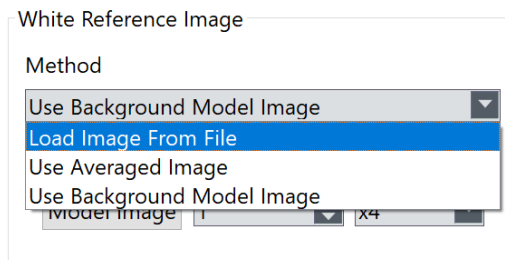 White Reference Image
Method
Use Background Model Image
Load Image From File
Use Averaged Image
Use Background Model Image
Model Image 1 x4